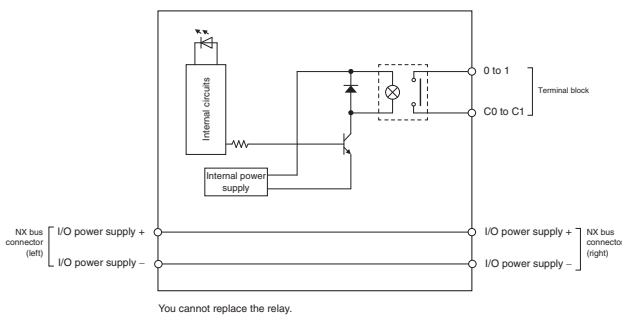 Internal circuits
0 to 1
Terminal block
C0 to C1
Internal power
supply
NX bus
connector
(left)
I/O power supply +
I/O power supply –
I/O power supply +
I/O power supply –
NX bus
connector
(right)
You cannot replace the relay.